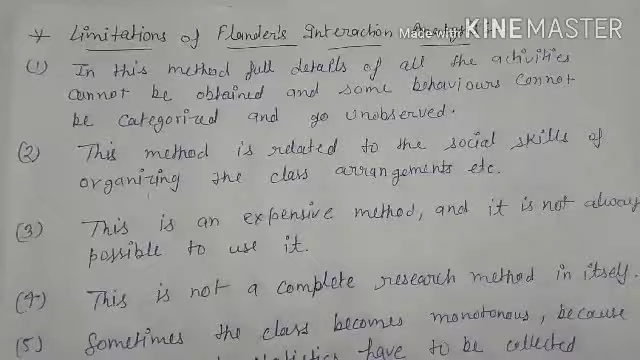 * Limitations of Flander's Interaction
Made with KINEMASTER
(1) In this method full details of all the activities
cannot be obtained and some behaviours cannot
be categorized and go unobserved.
(2) This method is related to the social skills of
organizing the class arrangements etc.
(3) This is an expensive method, and it is not always
possible to use it.
(4) This is not a complete research method in itself.
(5) Sometimes the class becomes monotonous, because
have to be collected